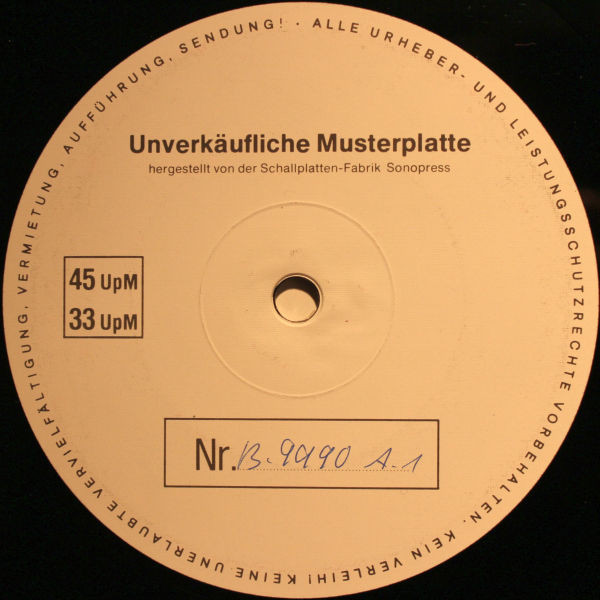 · ALLE URHEBER- UND LEISTUNGSSCHUTZRECHTE VORBEHALTEN. KEIN VERLEIH! KEINE UNERLAUBTE VERVIELFÄLTIGUNG, VERMIETUNG, AUFFÜHRUNG, SENDUNG!
Unverkäufliche Musterplatte
hergestellt von der Schallplatten-Fabrik Sonopress
45 UpM
33 UpM
Nr. B. 9990 A. 1